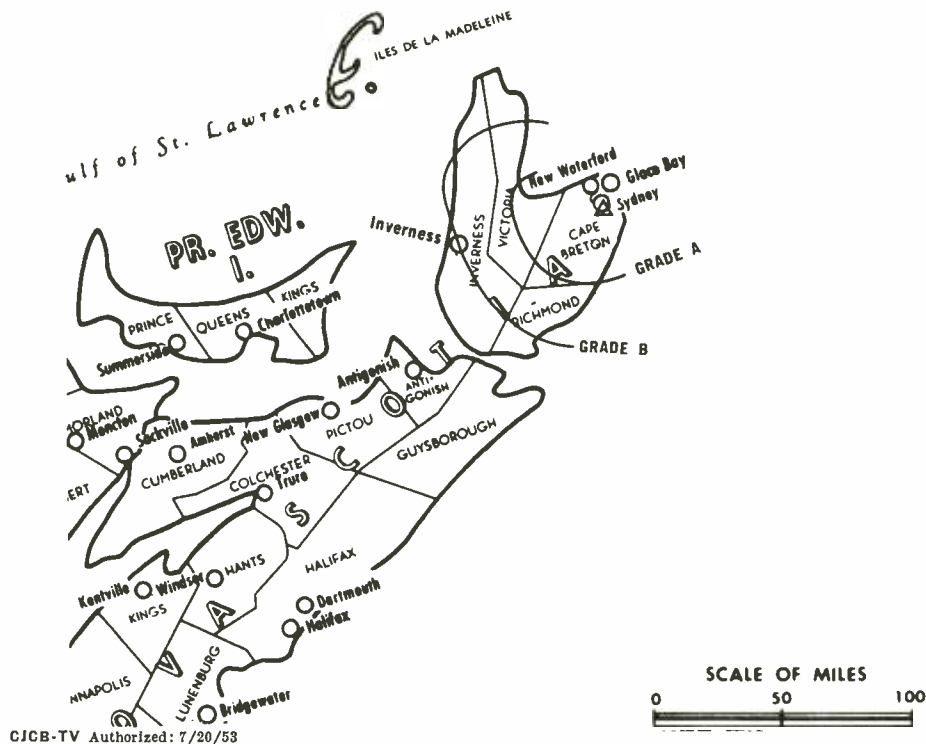 ILES DE LA MADELEINE
ulf of St. Lawrence
New Waterford
Glace Bay
Sydney
PR. EDW.
I.
Inverness
INVERNESS
VICTORIA
CAPE
BRETON
GRADE A
PRINCE
QUEENS
KINGS
Charlottetown
Summerside
RICHMOND
GRADE B
Antigonish
ANTI-
GONISH
ORLAND
Moncton
Sackville
Amherst
New Glasgow
PICTOU
GUYSBOROUGH
CUMBERLAND
COLCHESTER
Truro
ERT
N O V A S C O T I A
HALIFAX
Kentville
Windsor
HANTS
KINGS
Dartmouth
Halifax
NNAPOLIS
LUNENBURG
Bridgewater
SCALE OF MILES
0 50 100
CJCB-TV Authorized: 7/20/53